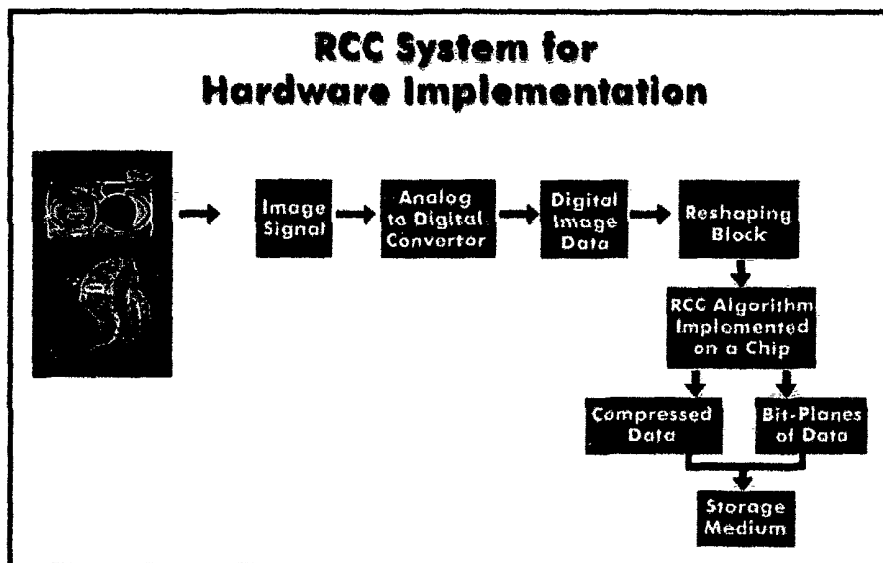 RCC System for
Hardware Implementation
Image
Signal
Analog
to Digital
Convertor
Digital
Image
Data
Reshaping
Block
RCC Algorithm
Implemented
on a Chip
Compressed
Data
Bit-Planes
of Data
Storage
Medium